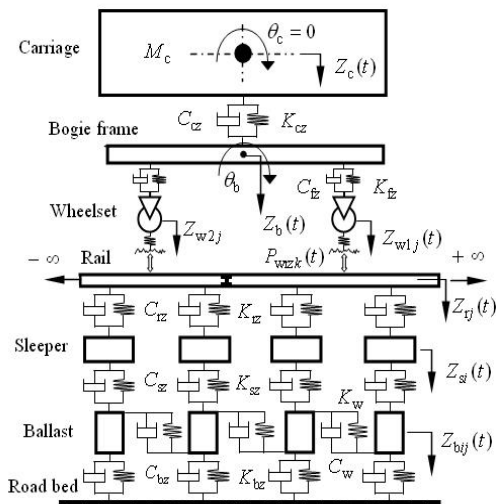 θc = 0
Carriage
Mc
Zc(t)
Ccz
Kcz
Bogie frame
θb
Cfz
Kfz
Wheelset
Zb(t)
Zw2j
Zw1j(t)
Pwrzk(t)
− ∞
Rail
+ ∞
Crz
Krz
Zrj(t)
Sleeper
Zsi(t)
Csz
Ksz
Kw
Ballast
Zbij(t)
Cbz
Kbz
Cw
Road bed